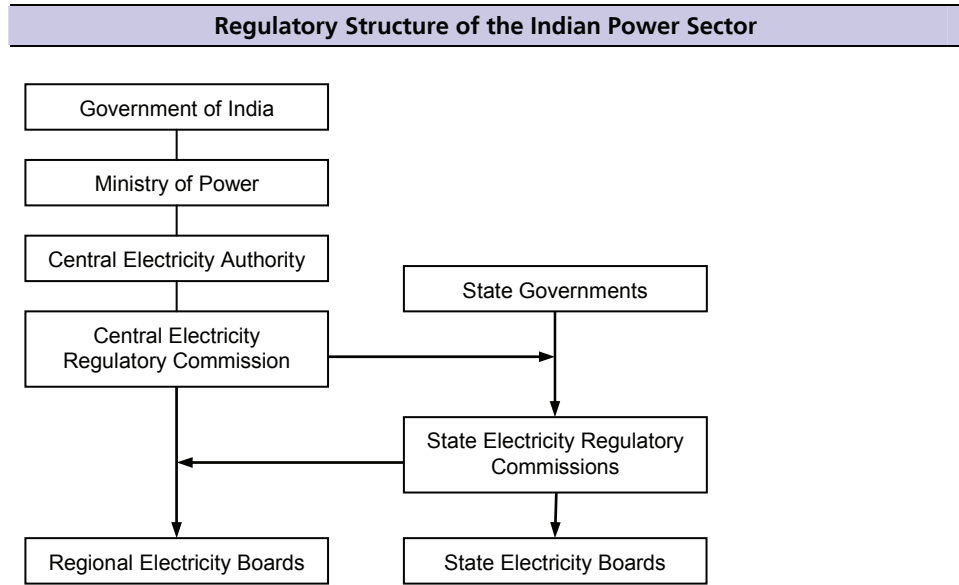 Regulatory Structure of the Indian Power Sector
Government of India
Ministry of Power
Central Electricity Authority
State Governments
Central Electricity
Regulatory Commission
State Electricity Regulatory
Commissions
Regional Electricity Boards
State Electricity Boards